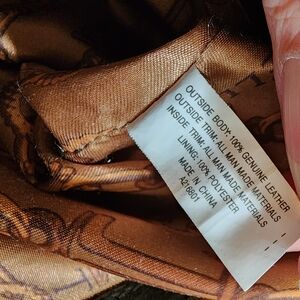 OUTSIDE BODY: 100% GENUINE LEATHER
OUTSIDE TRIM: ALL MAN MADE MATERIALS
INSIDE TRIM: ALL MAN MADE MATERIALS
LINING: 100% POLYESTER
MADE IN CHINA
A216801